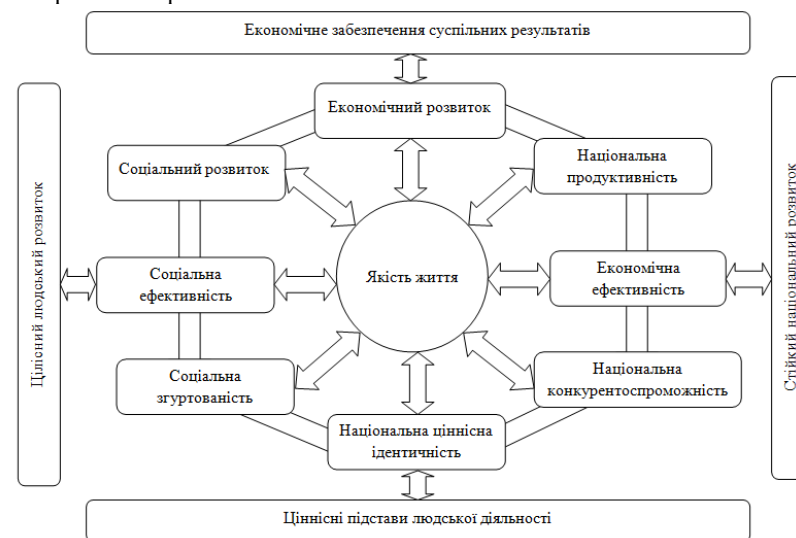 Економічне забезпечення суспільних результатів
Економічний розвиток
Соціальний розвиток
Національна
продуктивність
Цілісний людський розвиток
Соціальна
ефективність
Якість життя
Економічна
ефективність
Стійкий національний розвиток
Соціальна
згуртованість
Національна
конкурентоспроможність
Національна ціннісна
ідентичність
Ціннісні підстави людської діяльності